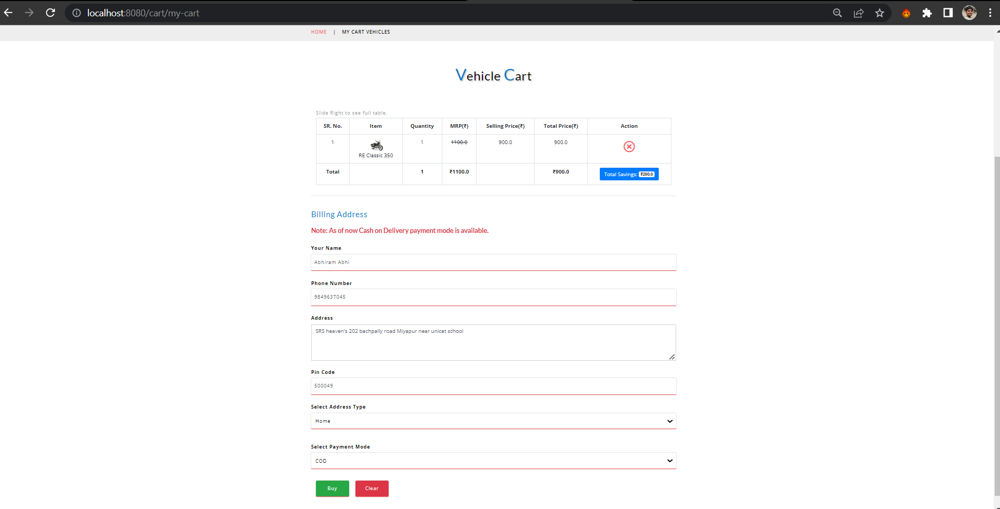 localhost:8080/cart/my-cart
HOME | MY CART VEHICLES
Vehicle Cart
Slide Right to see full table.
SR. No. Item Quantity MRP(₹) Selling Price(₹) Total Price(₹) Action
1 RE Classic 350 1 1100.0 900.0 900.0
Total 1 ₹1100.0 ₹900.0 Total Savings: ₹200.0
Billing Address
Note: As of now Cash on Delivery payment mode is available.
Your Name
Abhiram Abhi
Phone Number
9849637045
Address
SRS heaven's 202 bachpally road Miyapur near unicet school
Pin Code
500049
Select Address Type
Home
Select Payment Mode
COD
Buy Clear